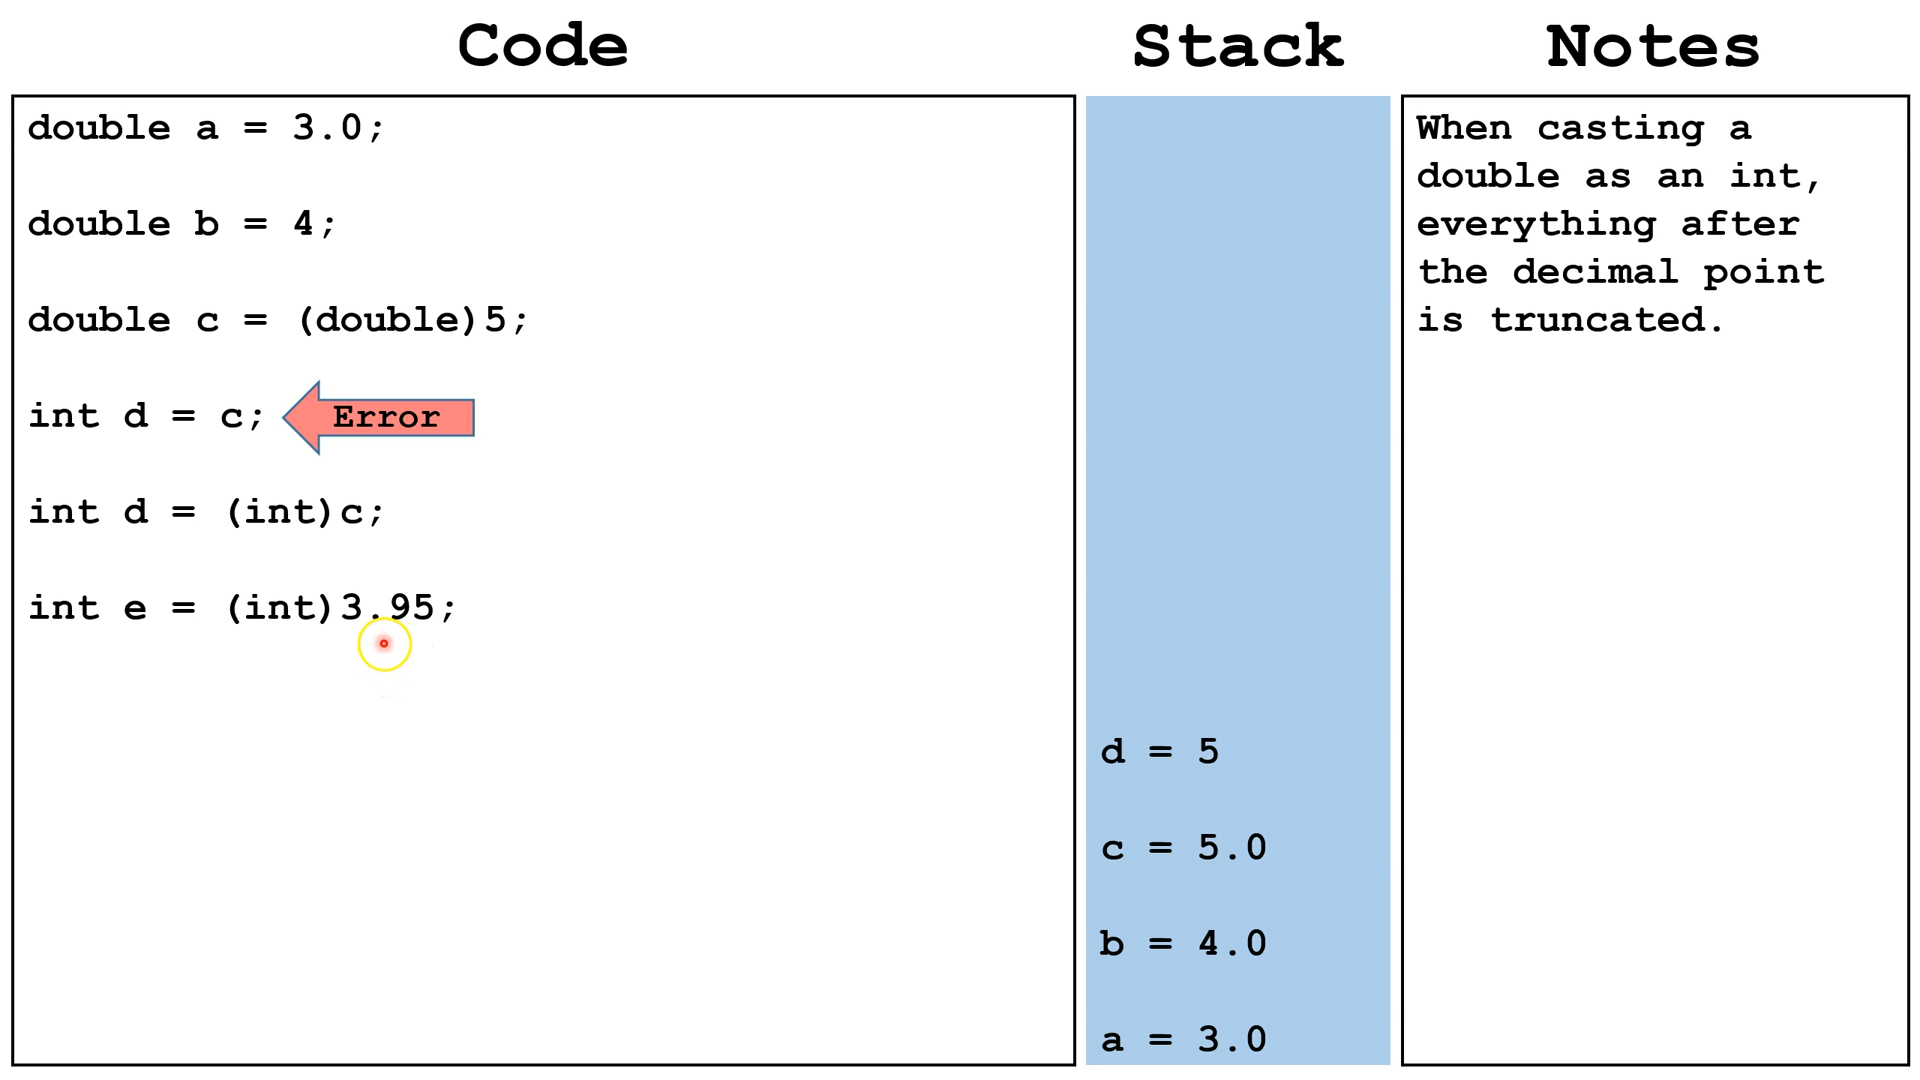 Code
Stack
Notes
double a = 3.0;
double b = 4;
double c = (double)5;
int d = c;
Error
int d = (int)c;
int e = (int)3.95;
d = 5
c = 5.0
b = 4.0
a = 3.0
When casting a
double as an int,
everything after
the decimal point
is truncated.